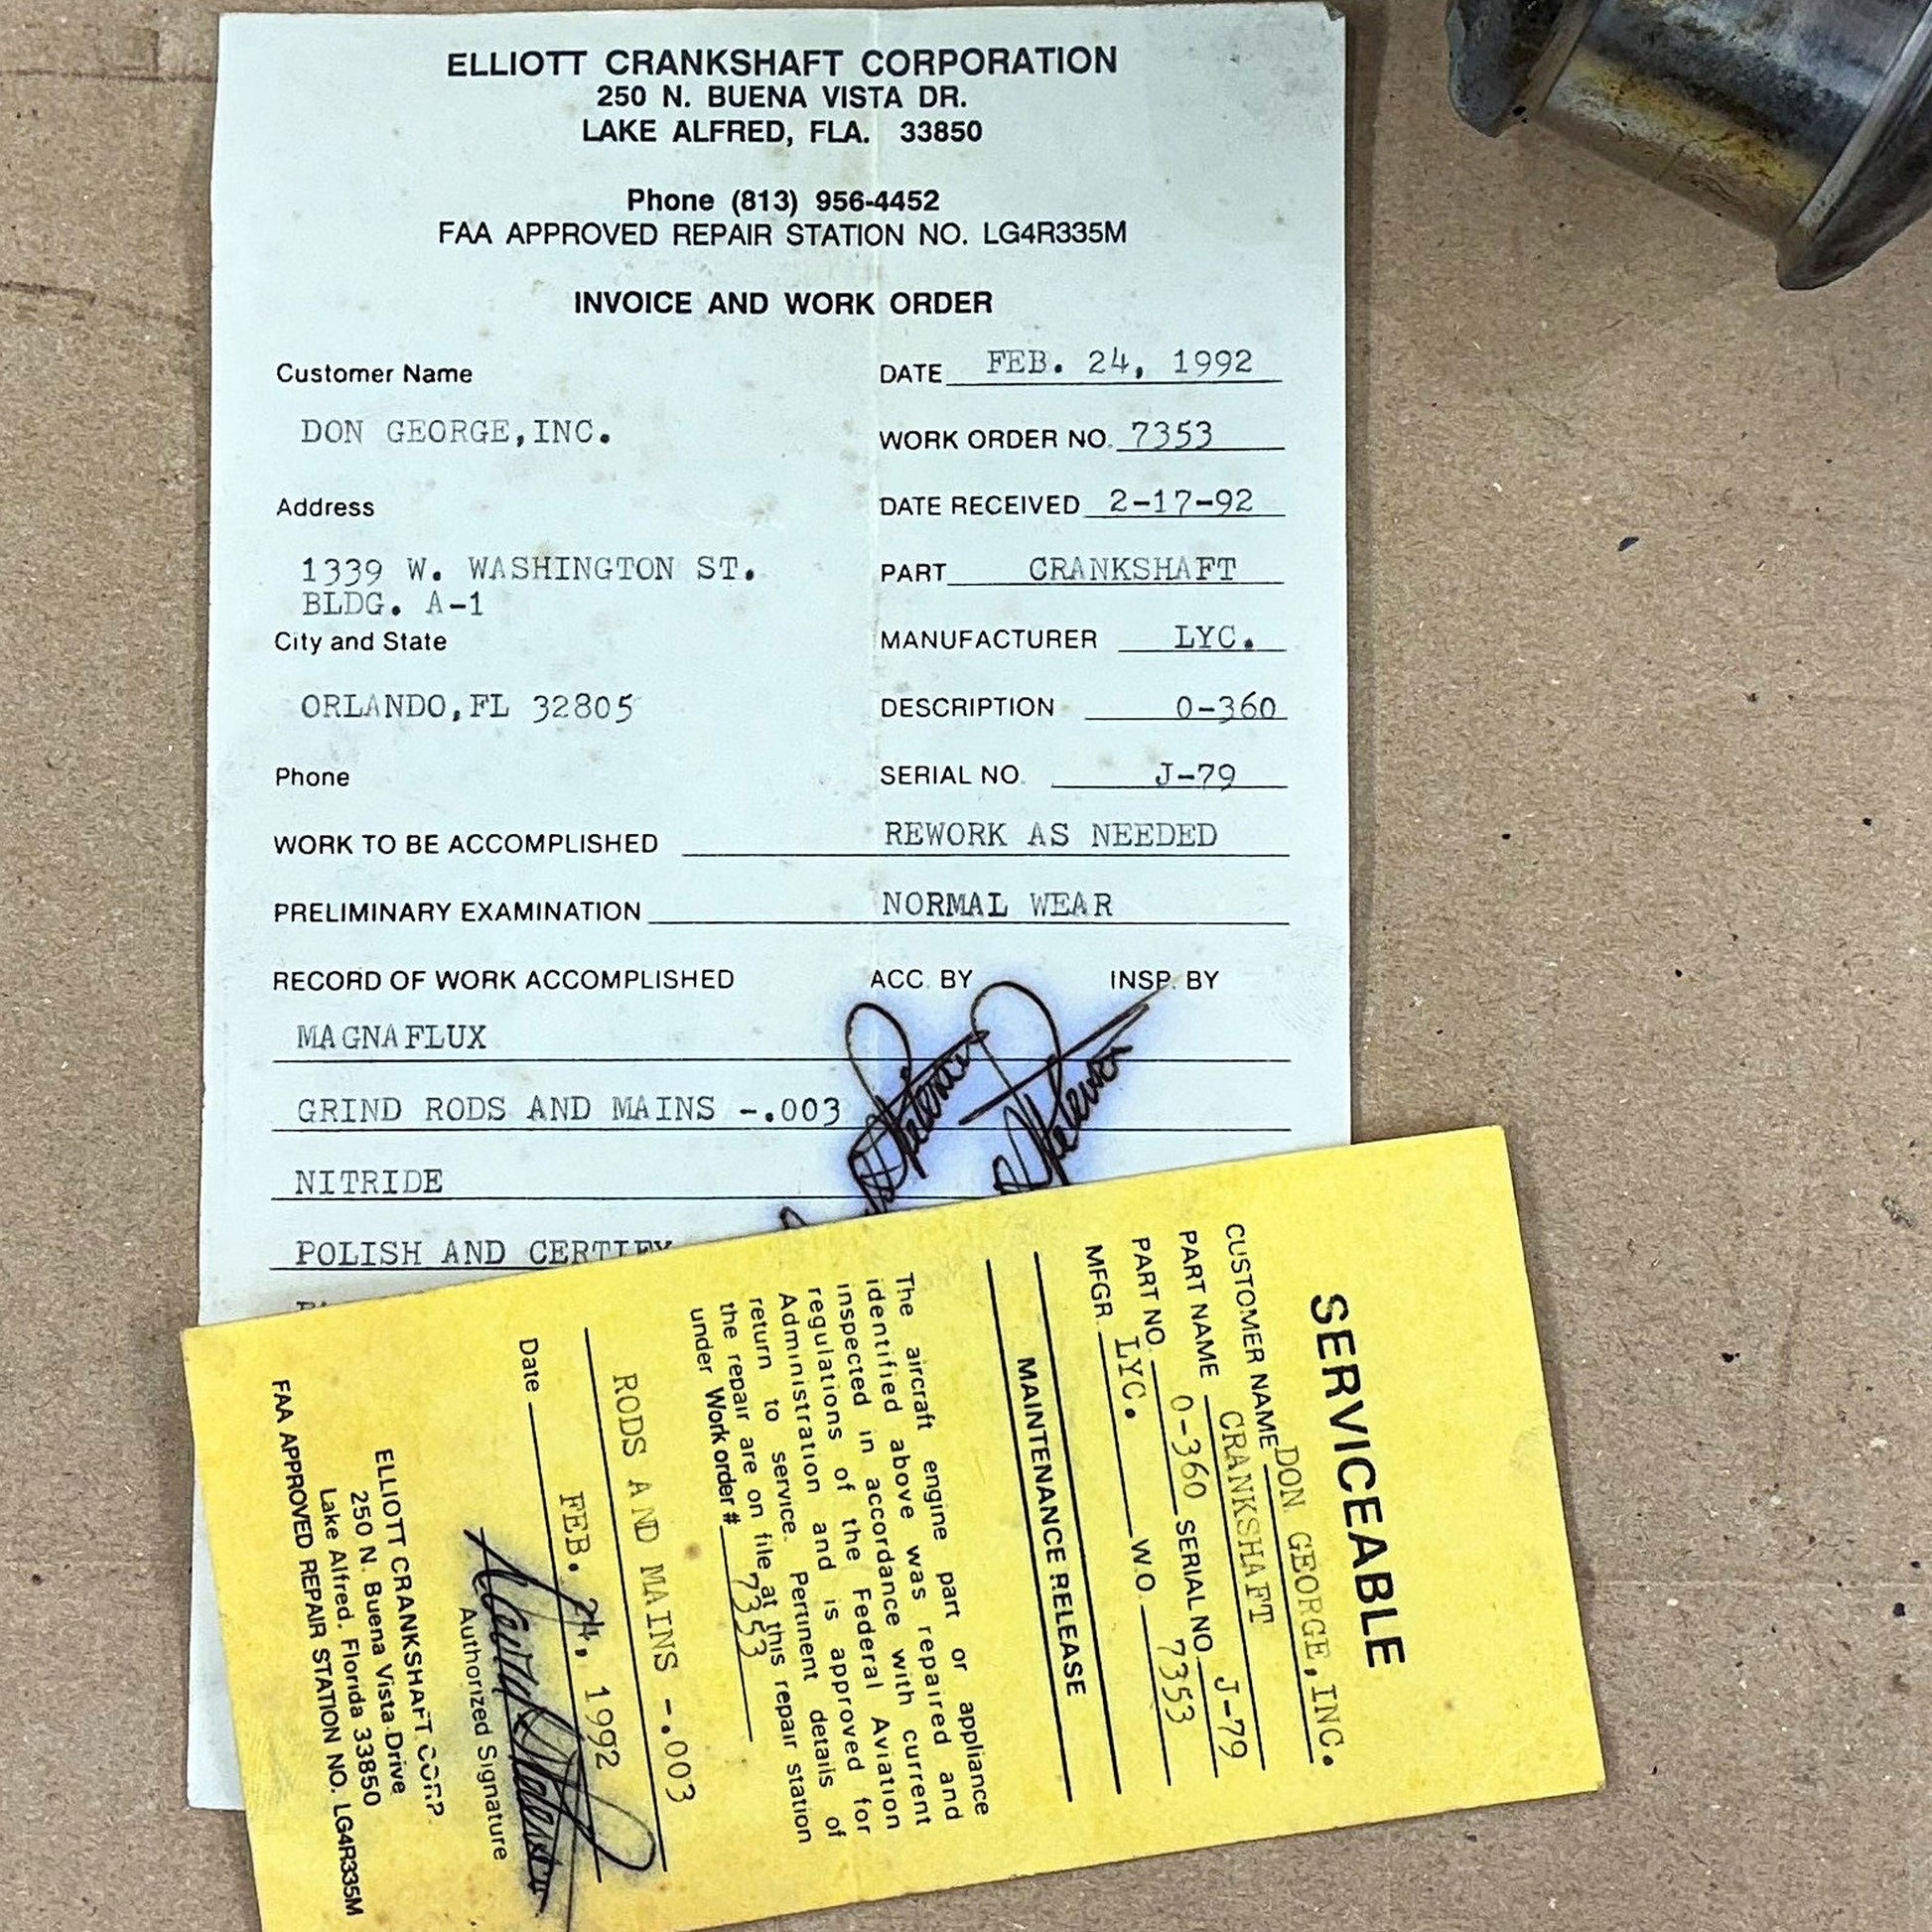 ELLIOTT CRANKSHAFT CORPORATION
250 N. BUENA VISTA DR.
LAKE ALFRED, FLA. 33850
Phone (813) 956-4452
FAA APPROVED REPAIR STATION NO. LG4R335M
INVOICE AND WORK ORDER
Customer Name
DATE FEB. 24, 1992
DON GEORGE,INC.
WORK ORDER NO. 7353
Address
DATE RECEIVED 2-17-92
1339 W. WASHINGTON ST.
BLDG. A-1
PART CRANKSHAFT
City and State
MANUFACTURER LYC.
ORLANDO,FL 32805
DESCRIPTION 0-360
Phone
SERIAL NO. J-79
WORK TO BE ACCOMPLISHED REWORK AS NEEDED
PRELIMINARY EXAMINATION NORMAL WEAR
RECORD OF WORK ACCOMPLISHED ACC. BY INSP. BY
MAGNAFLUX
GRIND RODS AND MAINS -.003
NITRIDE
POLISH AND CERTIFY
SERVICEABLE
CUSTOMER NAME DON GEORGE,INC.
PART NAME CRANKSHAFT
PART NO. 0-360 SERIAL NO. J-79
MFGR. LYC. W.O. 7353
MAINTENANCE RELEASE
The aircraft engine part or appliance
identified above was repaired and
inspected in accordance with current
regulations of the Federal Aviation
Administration and is approved for
return to service. Pertinent details of
the repair are on file at this repair station
under Work order # 7353
RODS AND MAINS -.003
Date FEB. 24, 1992
Authorized Signature
ELLIOTT CRANKSHAFT CORP.
250 N. Buena Vista Drive
Lake Alfred, Florida 33850
FAA APPROVED REPAIR STATION NO. LG4R335M